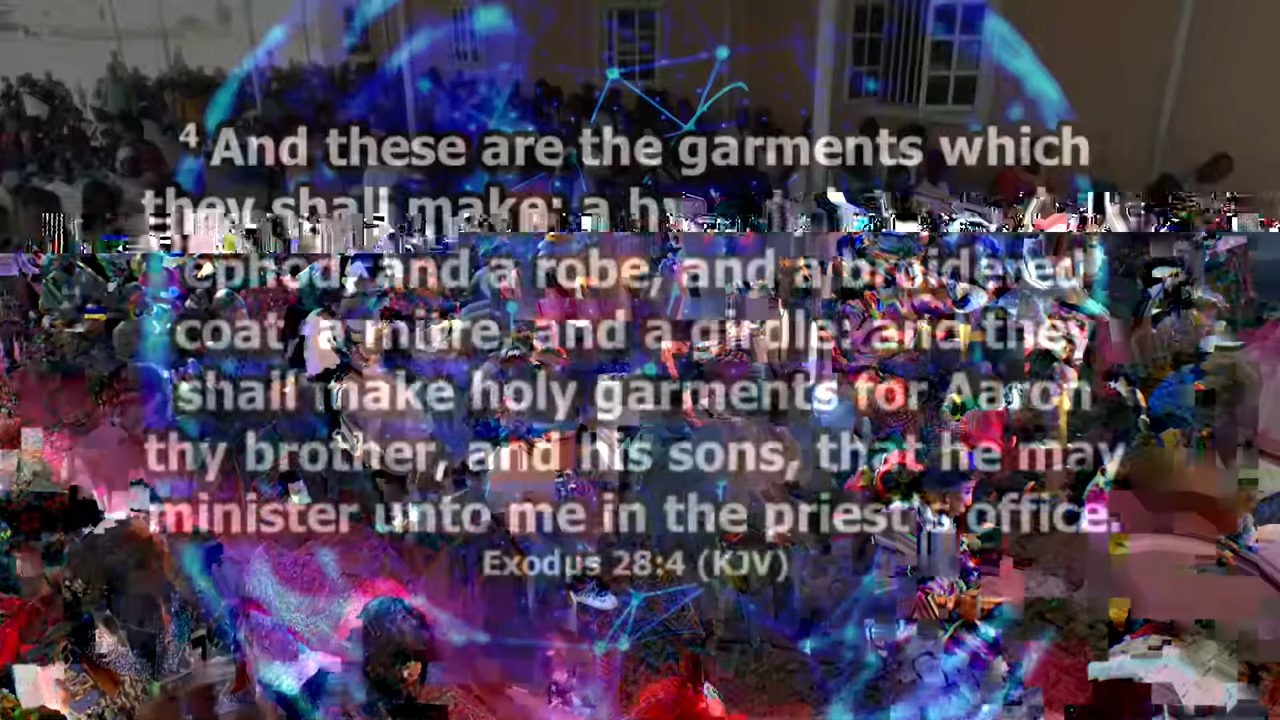 4 And these are the garments which
they shall make; a
ephod, and a robe, and a broidered
coat, a mitre, and a girdle: and they
shall make holy garments for Aaron
thy brother, and his sons, that he may
minister unto me in the priest's office.
Exodus 28:4 (KJV)